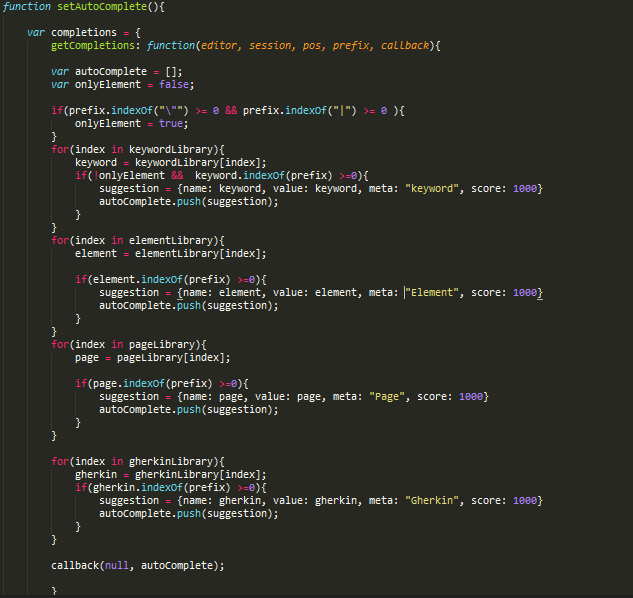 function setAutoComplete(){
var completions = {
getCompletions: function(editor, session, pos, prefix, callback){
var autoComplete = [];
var onlyElement = false;
if(prefix.indexOf("\"") >= 0 && prefix.indexOf("|") >= 0 ){
onlyElement = true;
}
for(index in keywordLibrary){
keyword = keywordLibrary[index];
if(!onlyElement && keyword.indexOf(prefix) >=0){
suggestion = {name: keyword, value: keyword, meta: "keyword", score: 1000}
autoComplete.push(suggestion);
}
}
for(index in elementLibrary){
element = elementLibrary[index];
if(element.indexOf(prefix) >=0){
suggestion = {name: element, value: element, meta: "Element", score: 1000}
autoComplete.push(suggestion);
}
}
for(index in pageLibrary){
page = pageLibrary[index];
if(page.indexOf(prefix) >=0){
suggestion = {name: page, value: page, meta: "Page", score: 1000}
autoComplete.push(suggestion);
}
}
for(index in gherkinLibrary){
gherkin = gherkinLibrary[index];
if(gherkin.indexOf(prefix) >=0){
suggestion = {name: gherkin, value: gherkin, meta: "Gherkin", score: 1000}
autoComplete.push(suggestion);
}
}
callback(null, autoComplete);
}